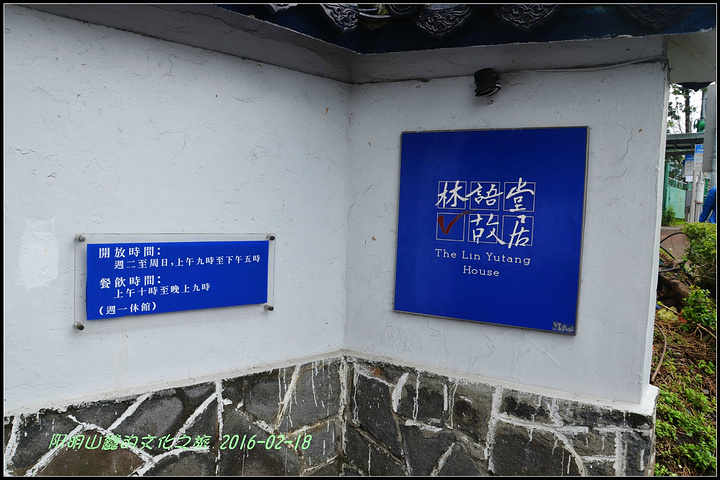 開放時間：
週二至周日，上午九時至下午五時
餐飲時間：
上午十時至晚上九時
（週一休館）
林語堂
故居
The Lin Yutang
House
陽明山麓的文化之旅 2016-02-18